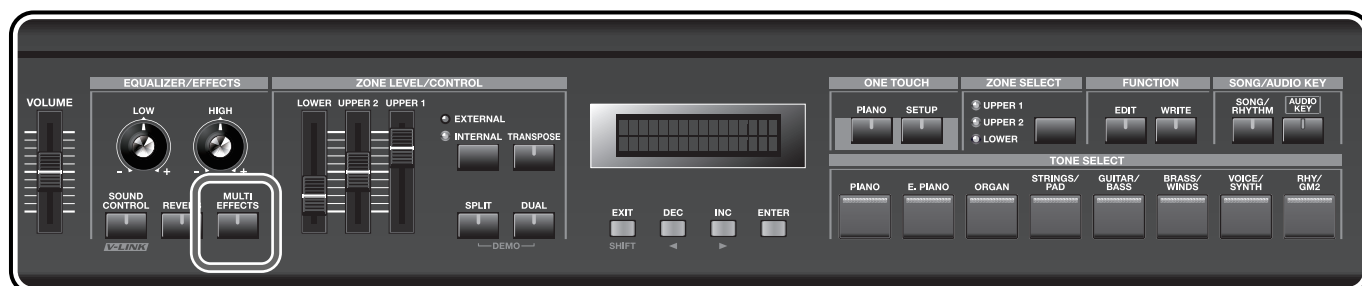 VOLUME
EQUALIZER/EFFECTS
LOW
HIGH
- +
- +
SOUND
CONTROL
V-LINK
REVERB
MULTI
EFFECTS
ZONE LEVEL/CONTROL
LOWER UPPER 2 UPPER 1
EXTERNAL
INTERNAL TRANSPOSE
SPLIT DUAL
DEMO
EXIT DEC INC ENTER
SHIFT
ONE TOUCH
PIANO SETUP
ZONE SELECT
UPPER 1
UPPER 2
LOWER
FUNCTION
EDIT WRITE
SONG/AUDIO KEY
SONG/
RHYTHM
AUDIO
KEY
TONE SELECT
PIANO
E. PIANO
ORGAN
STRINGS/
PAD
GUITAR/
BASS
BRASS/
WINDS
VOICE/
SYNTH
RHY/
GM2